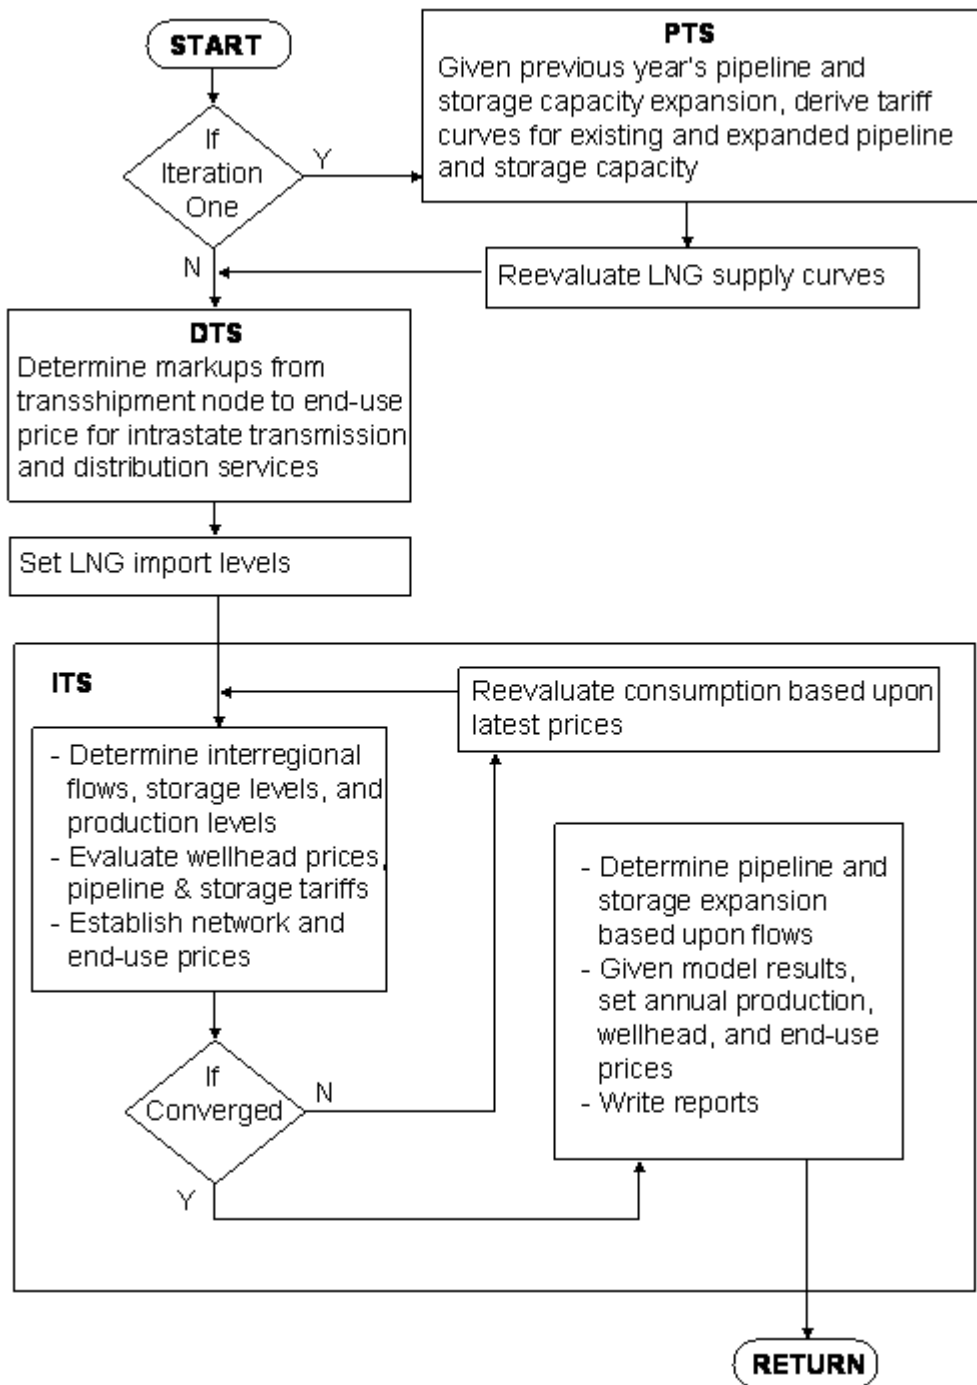 START
If
Iteration
One
Y
N
PTS
Given previous year's pipeline and
storage capacity expansion, derive tariff
curves for existing and expanded pipeline
and storage capacity
Reevaluate LNG supply curves
DTS
Determine markups from
transshipment node to end-use
price for intrastate transmission
and distribution services
Set LNG import levels
ITS
Reevaluate consumption based upon
latest prices
- Determine interregional
flows, storage levels, and
production levels
- Evaluate wellhead prices,
pipeline & storage tariffs
- Establish network and
end-use prices
If
Converged
N
Y
- Determine pipeline and
storage expansion
based upon flows
- Given model results,
set annual production,
wellhead, and end-use
prices
- Write reports
RETURN